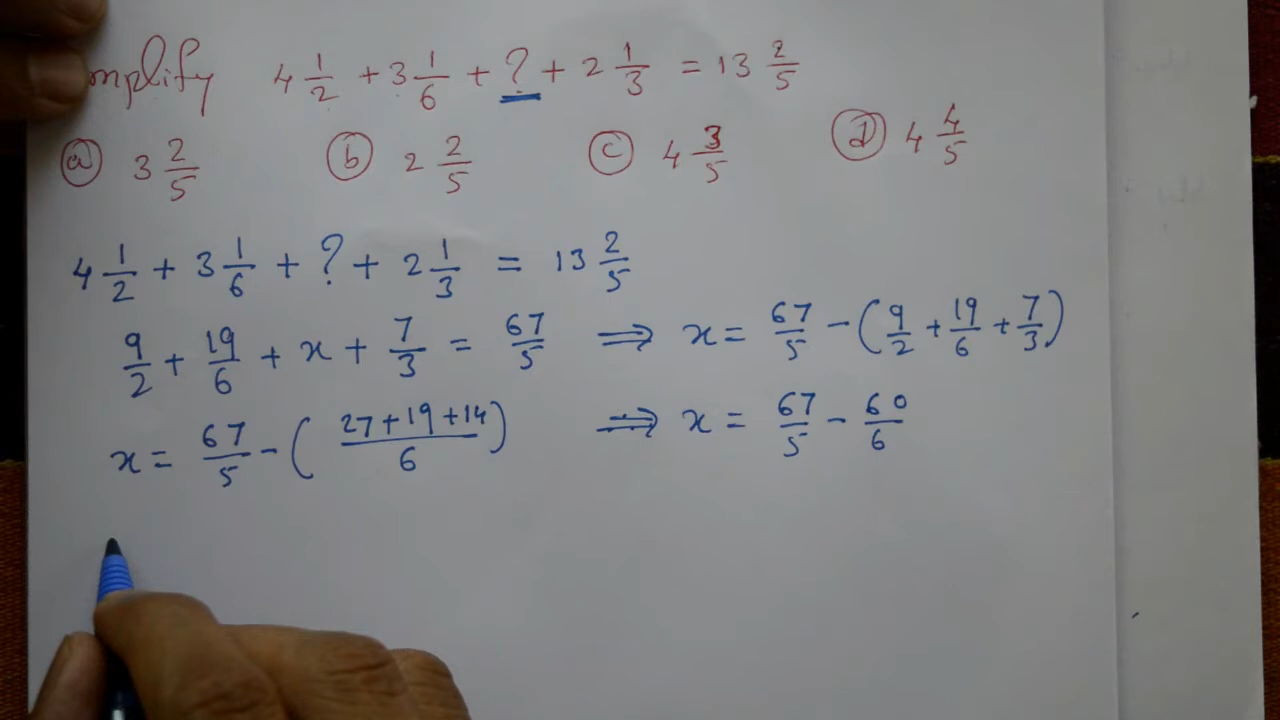 mplify 4 1/2 + 3 1/6 + ? + 2 1/3 = 13 2/5
(a) 3 2/5 (b) 2 2/5 (c) 4 3/5 (d) 4 4/5
4 1/2 + 3 1/6 + ? + 2 1/3 = 13 2/5
9/2 + 19/6 + x + 7/3 = 67/5 ⟹ x = 67/5 - (9/2 + 19/6 + 7/3)
x = 67/5 - (27+19+14/6) ⟹ x = 67/5 - 60/6